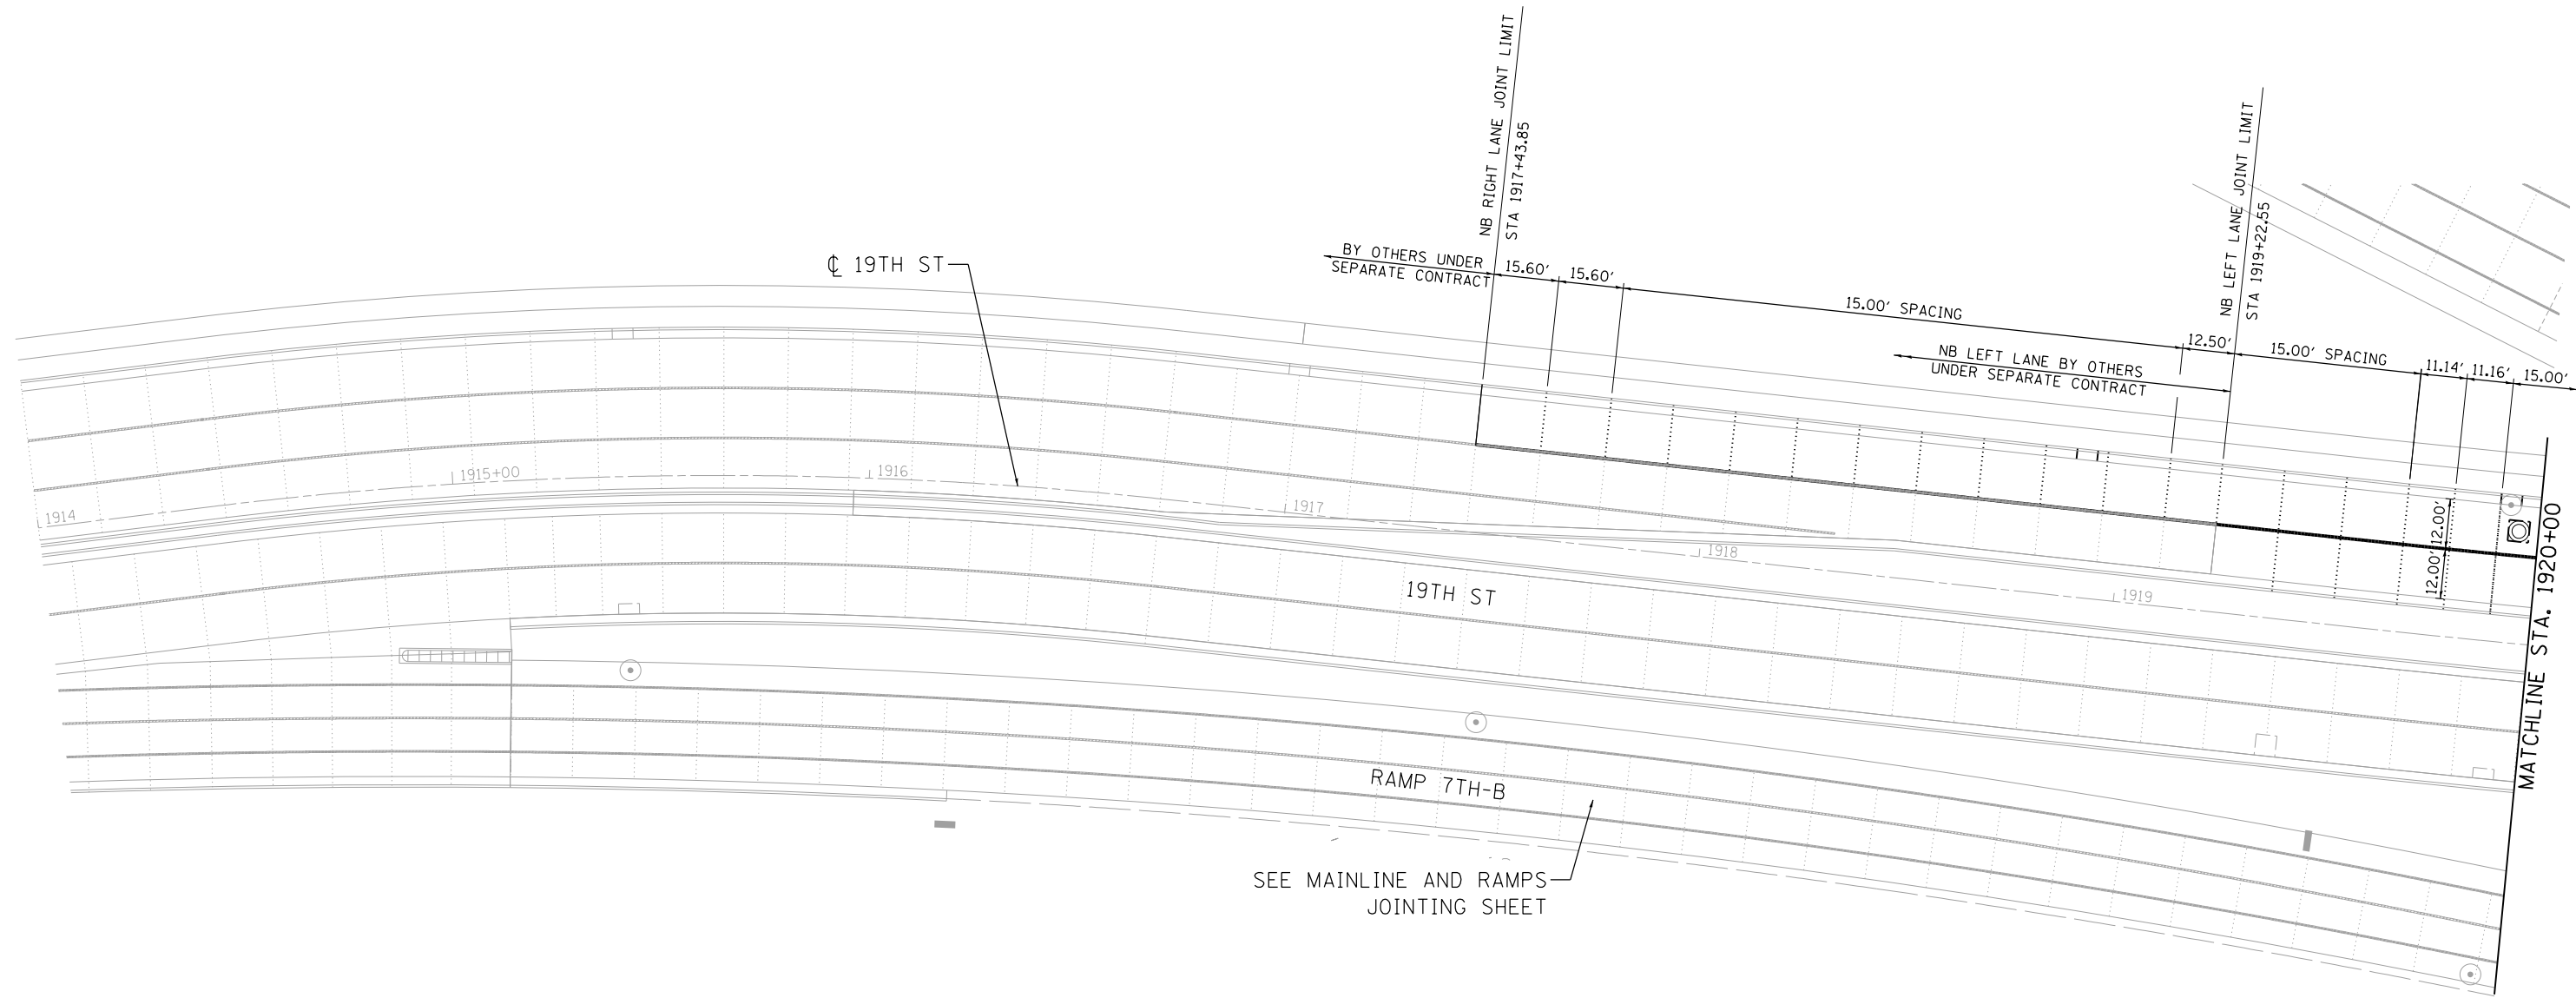 NB RIGHT LANE JOINT LIMIT
STA 1917+43.85
NB LEFT LANE JOINT LIMIT
STA 1919+22.55
℄ 19TH ST
BY OTHERS UNDER
SEPARATE CONTRACT
15.60'
15.60'
15.00' SPACING
12.50'
15.00' SPACING
11.14'
11.16'
15.00'
NB LEFT LANE BY OTHERS
UNDER SEPARATE CONTRACT
1914
1915+00
1916
1917
1918
1919
12.00'
12.00'
19TH ST
MATCHLINE STA. 1920+00
RAMP 7TH-B
SEE MAINLINE AND RAMPS
JOINTING SHEET